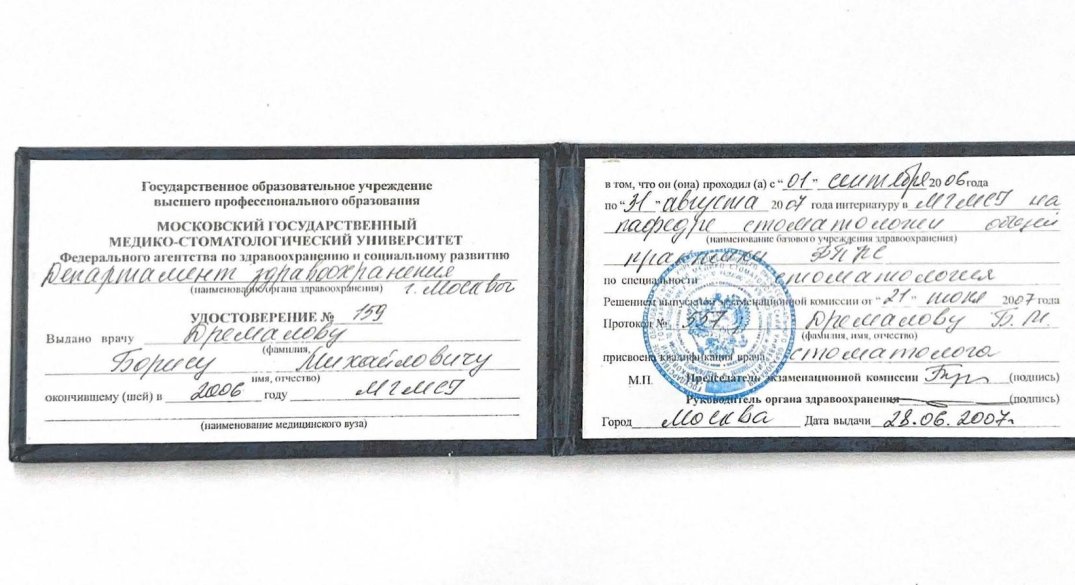 Государственное образовательное учреждение
высшего профессионального образования
МОСКОВСКИЙ ГОСУДАРСТВЕННЫЙ
МЕДИКО-СТОМАТОЛОГИЧЕСКИЙ УНИВЕРСИТЕТ
Федерального агентства по здравоохранению и социальному развитию
Департамент здравоохранения
(наименование органа здравоохранения) г. Москвы
УДОСТОВЕРЕНИЕ № 159
Выдано врачу Дремалову
(фамилия,
Борису Михайловичу
имя, отчество)
окончившему (шей) в 2006 году МГМСУ
(наименование медицинского вуза)
в том, что он (она) проходил (а) с "01" сентября 2006 года
по "31" августа 2007 года интернатуру в МГМСУ на
кафедре стоматологии общей
(наименование базового учреждения здравоохранения)
практики ФПКС
по специальности стоматология
Решением выпускной экзаменационной комиссии от "21" июня 2007 года
Протокол № 557 Дремалову Б. М.
(фамилия, имя, отчество)
присвоена квалификация врача стоматолога
М.П. Председатель экзаменационной комиссии (подпись)
Руководитель органа здравоохранения (подпись)
Город Москва Дата выдачи 28.06.2007г.